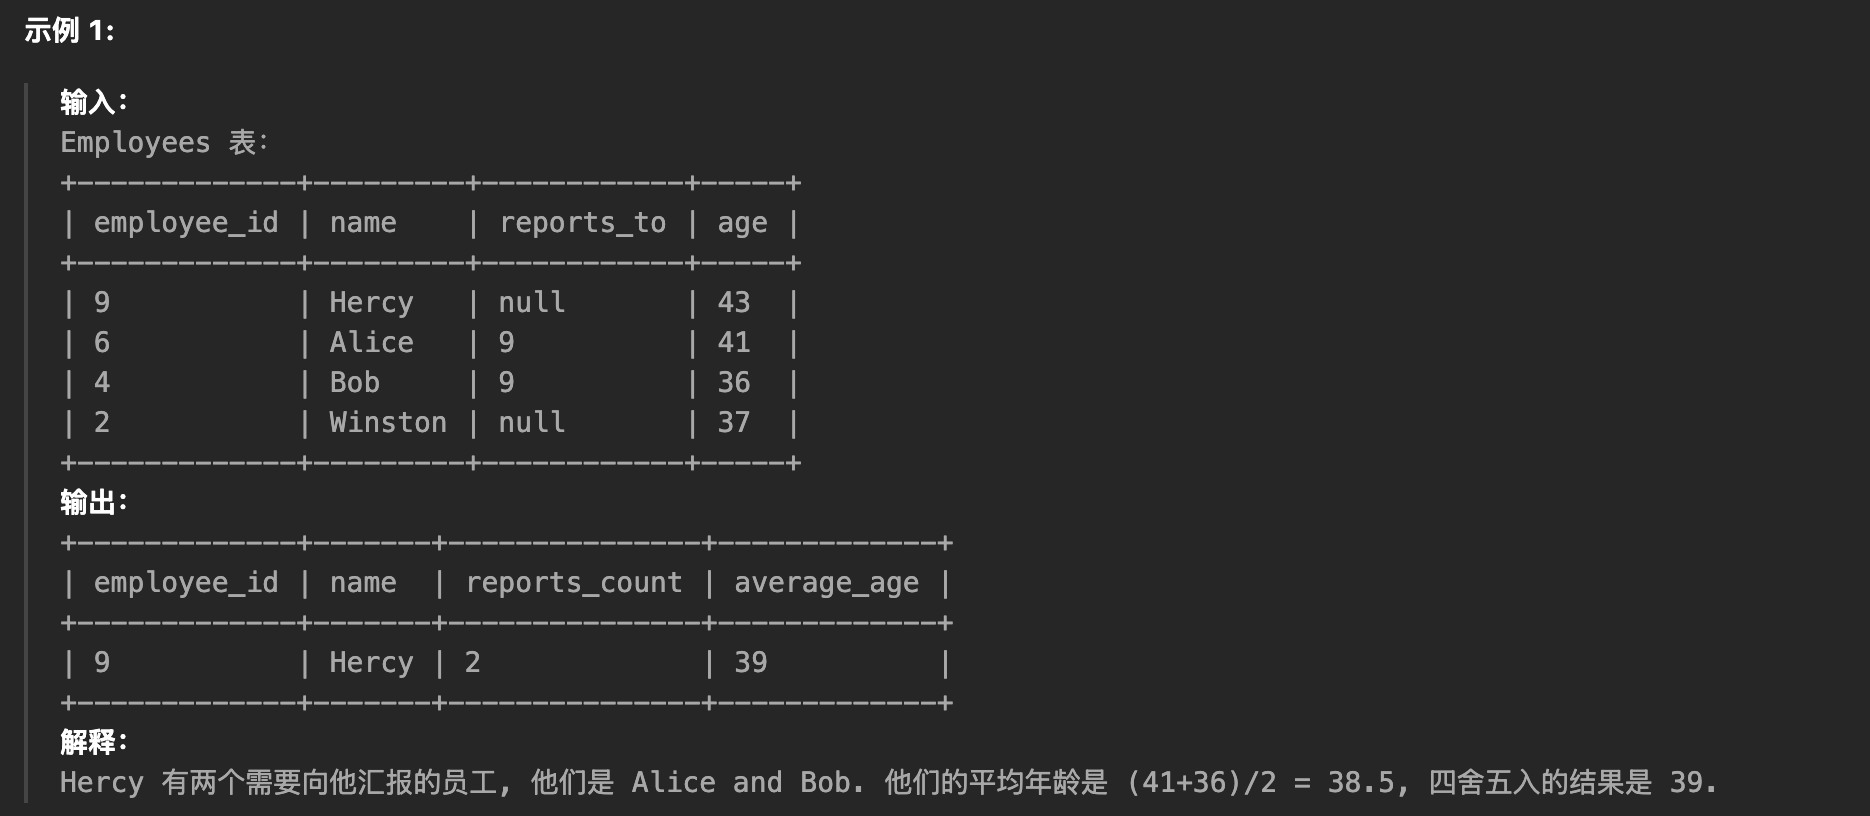 示例 1:
输入：
Employees 表：
+-------------+---------+------------+-----+
| employee_id | name    | reports_to | age |
+-------------+---------+------------+-----+
| 9           | Hercy   | null       | 43  |
| 6           | Alice   | 9          | 41  |
| 4           | Bob     | 9          | 36  |
| 2           | Winston | null       | 37  |
+-------------+---------+------------+-----+
输出：
+-------------+-------+---------------+-------------+
| employee_id | name  | reports_count | average_age |
+-------------+-------+---------------+-------------+
| 9           | Hercy | 2             | 39          |
+-------------+-------+---------------+-------------+
解释：
Hercy 有两个需要向他汇报的员工, 他们是 Alice and Bob. 他们的平均年龄是 (41+36)/2 = 38.5, 四舍五入的结果是 39.